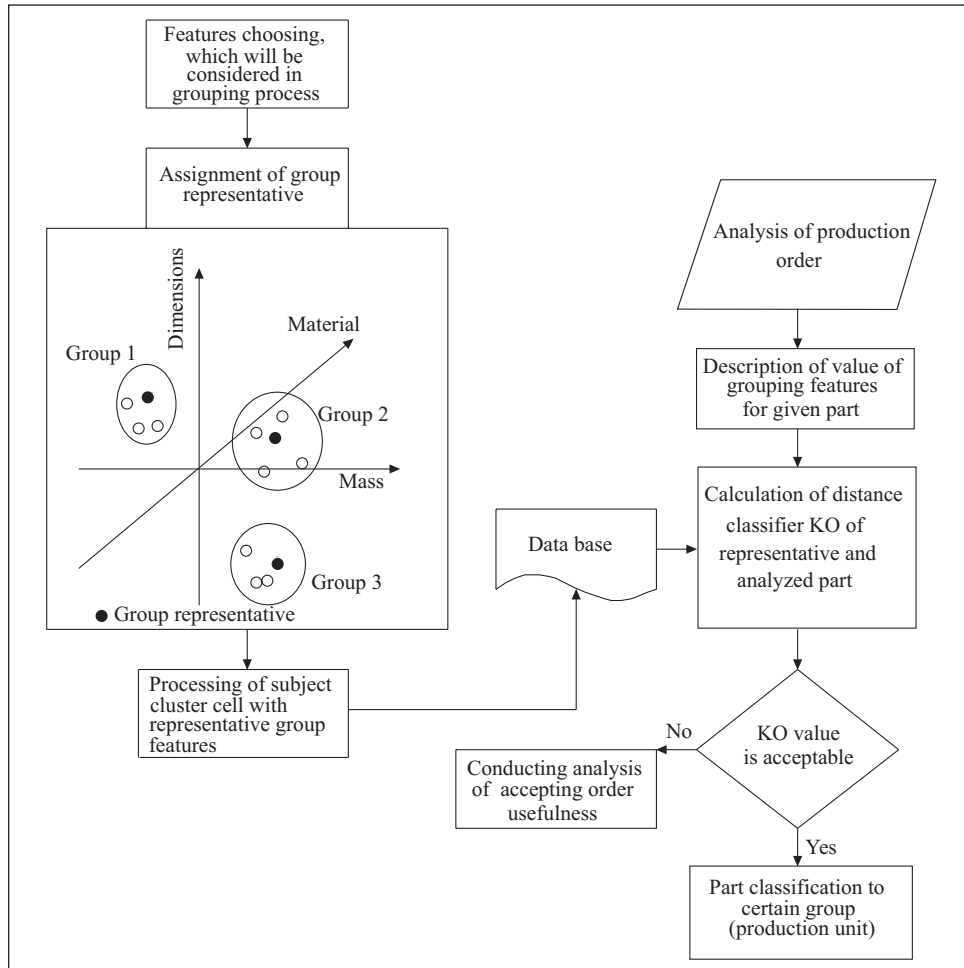 Features choosing,
which will be
considered in
grouping process
Assignment of group
representative
Dimensions
Material
Group 1
Group 2
Mass
Group 3
Group representative
Processing of subject
cluster cell with
representative group
features
Analysis of production
order
Description of value of
grouping features
for given part
Calculation of distance
classifier KO of
representative and
analyzed part
Data base
KO value
is acceptable
No
Conducting analysis
of accepting order
usefulness
Yes
Part classification to
certain group
(production unit)